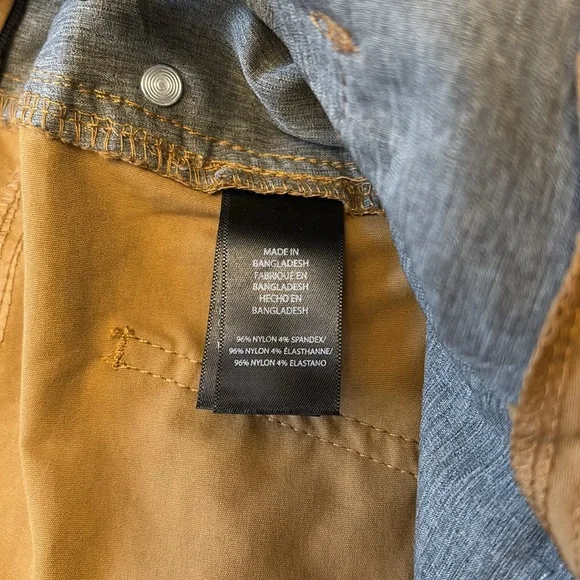 MADE IN
BANGLADESH
FABRIQUÉ EN
BANGLADESH
HECHO EN
BANGLADESH
96% NYLON 4% SPANDEX/
96% NYLON 4% ÉLASTHANNE/
96% NYLON 4% ELASTANO